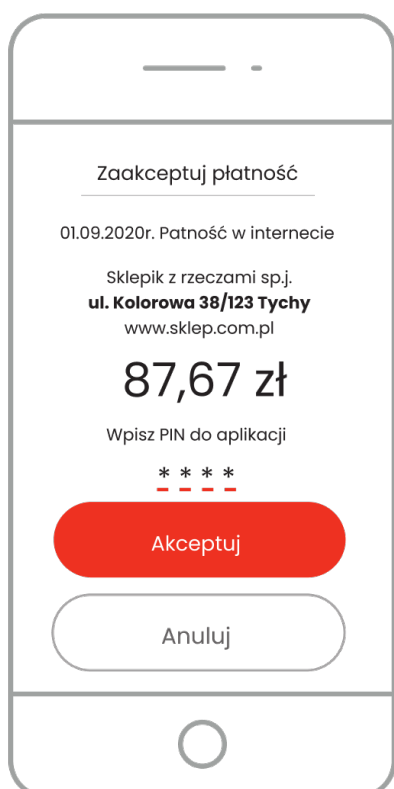 Zaakceptuj płatność
01.09.2020r. Patność w internecie
Sklepik z rzeczami sp.j.
ul. Kolorowa 38/123 Tychy
www.sklep.com.pl
87,67 zł
Wpisz PIN do aplikacji
* * * *
Akceptuj
Anuluj